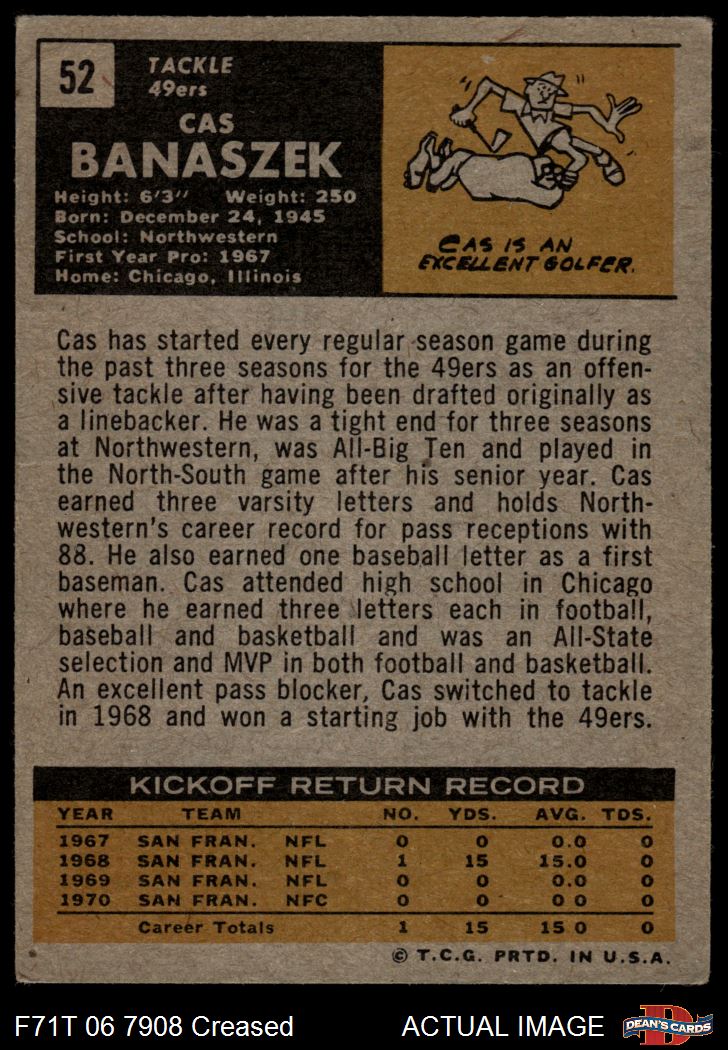 52
TACKLE
49ers
CAS
BANASZEK
Height: 6'3" Weight: 250
Born: December 24, 1945
School: Northwestern
First Year Pro: 1967
Home: Chicago, Illinois
CAS IS AN
EXCELLENT GOLFER.
Cas has started every regular season game during
the past three seasons for the 49ers as an offen-
sive tackle after having been drafted originally as
a linebacker. He was a tight end for three seasons
at Northwestern, was All-Big Ten and played in
the North-South game after his senior year. Cas
earned three varsity letters and holds North-
western's career record for pass receptions with
88. He also earned one baseball letter as a first
baseman. Cas attended high school in Chicago
where he earned three letters each in football,
baseball and basketball and was an All-State
selection and MVP in both football and basketball.
An excellent pass blocker, Cas switched to tackle
in 1968 and won a starting job with the 49ers.
KICKOFF RETURN RECORD
YEAR TEAM NO. YDS. AVG. TDS.
1967 SAN FRAN. NFL 0 0 0.0 0
1968 SAN FRAN. NFL 1 15 15.0 0
1969 SAN FRAN. NFL 0 0 0.0 0
1970 SAN FRAN. NFC 0 0 0 0 0
Career Totals 1 15 15 0 0
© T.C.G. PRTD. IN U.S.A.
F71T 06 7908 Creased
ACTUAL IMAGE
DEAN'S CARDS